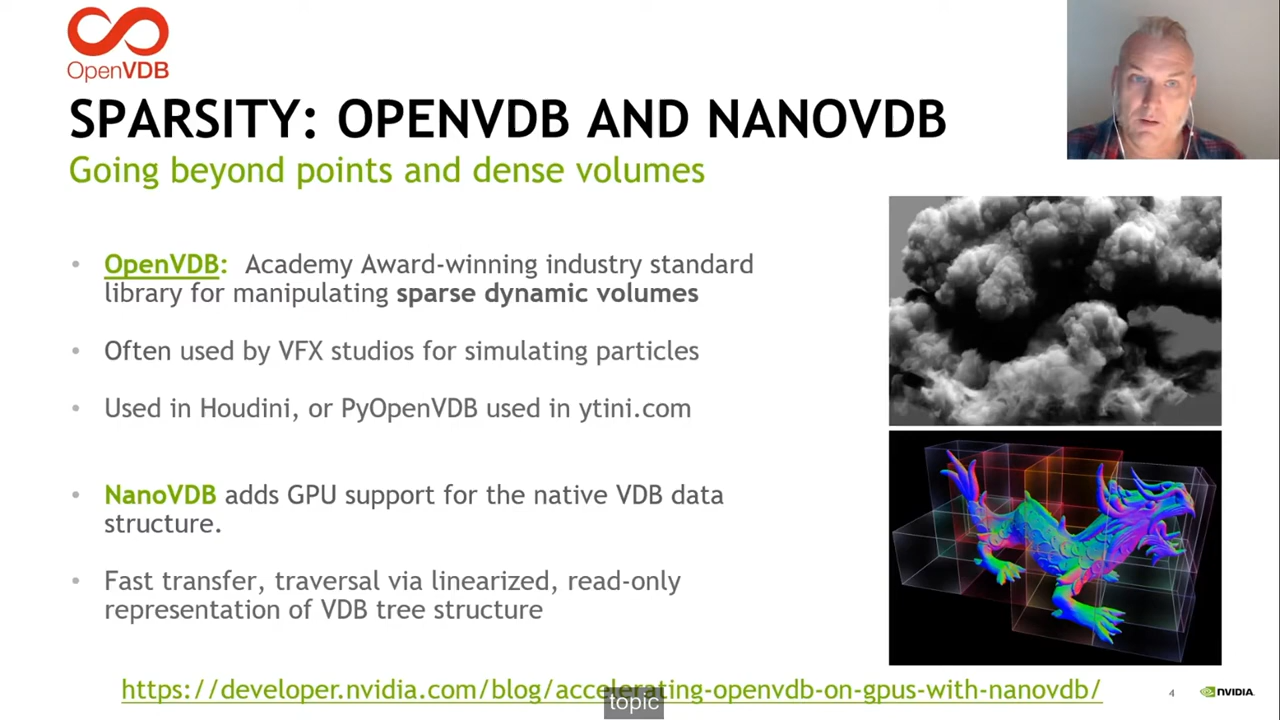 OpenVDB
SPARSITY: OPENVDB AND NANOVDB
Going beyond points and dense volumes
• OpenVDB: Academy Award-winning industry standard
library for manipulating sparse dynamic volumes
• Often used by VFX studios for simulating particles
• Used in Houdini, or PyOpenVDB used in ytini.com
• NanoVDB adds GPU support for the native VDB data
structure.
• Fast transfer, traversal via linearized, read-only
representation of VDB tree structure
https://developer.nvidia.com/blog/accelerating-openvdb-on-gpus-with-nanovdb/
topic
4
NVIDIA.